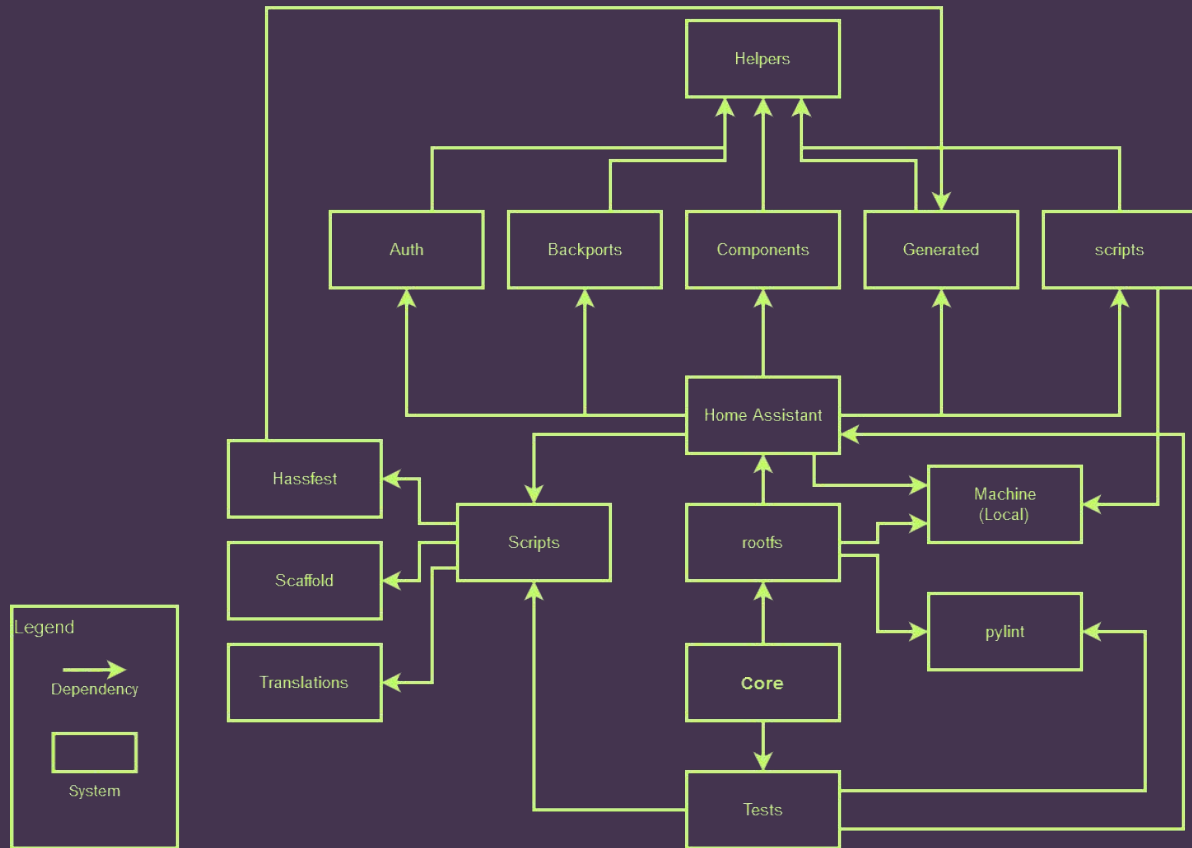 Helpers
Auth
Backports
Components
Generated
scripts
Home Assistant
Hassfest
Machine
(Local)
Scripts
rootfs
Scaffold
Legend
pylint
Dependency
Translations
Core
System
Tests